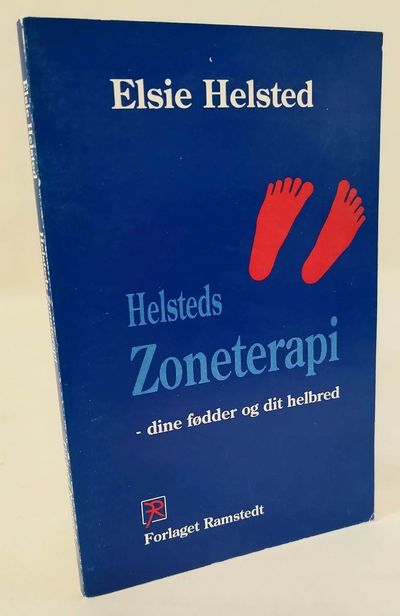 Elsie Helsted
Helsteds
Zoneterapi
- dine fødder og dit helbred
Forlaget Ramstedt